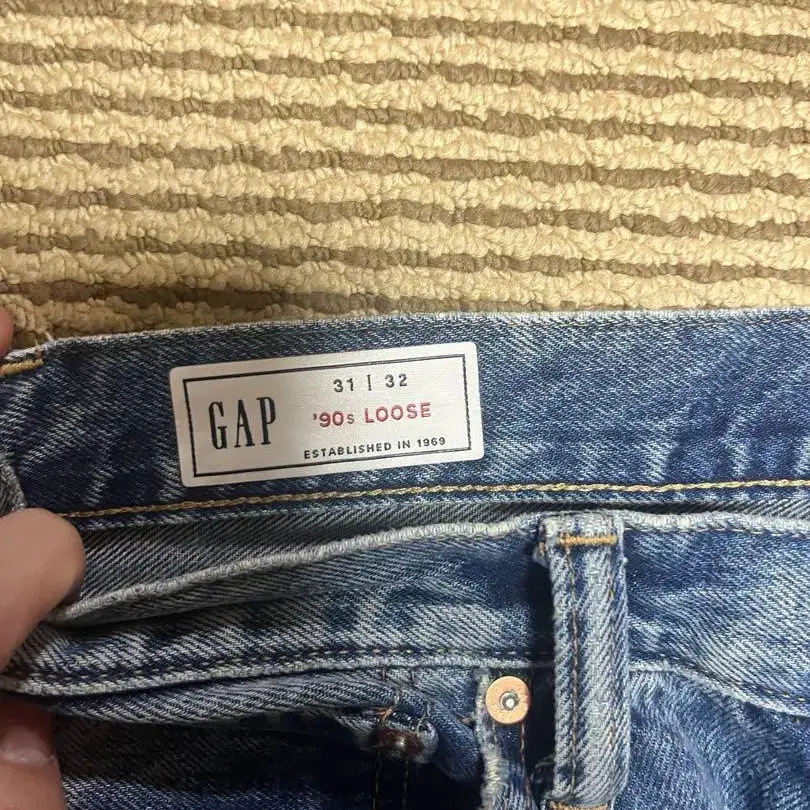 GAP
31 | 32
'90s LOOSE
ESTABLISHED IN 1969